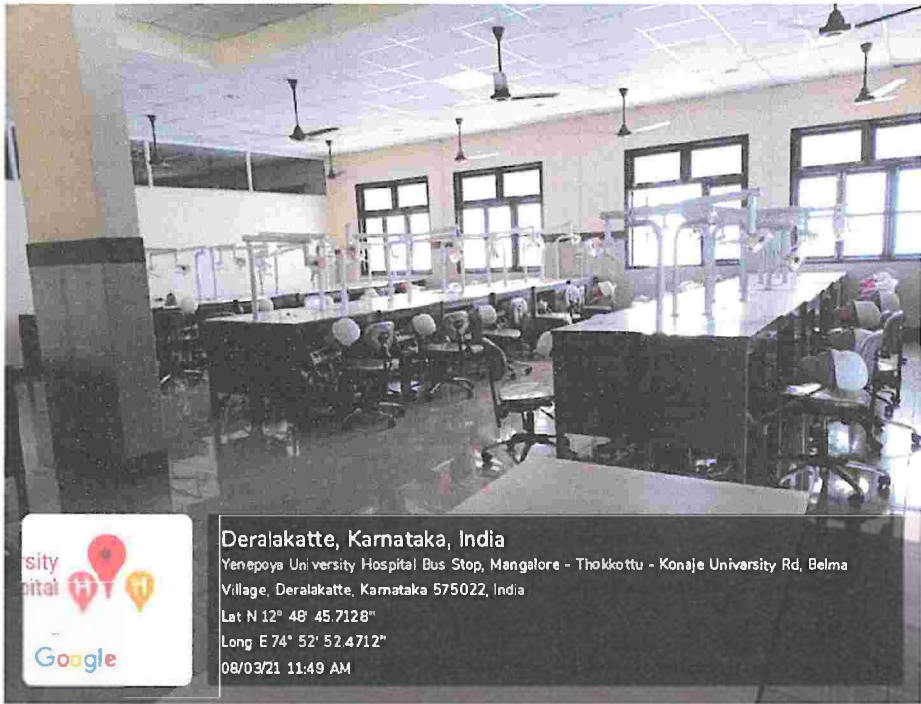 rsity
pital
H
H
Google
Deralakatte, Karnataka, India
Yenepoya University Hospital Bus Stop, Mangalore - Thokkottu - Konaje University Rd, Belma
Village, Deralakatte, Karnataka 575022, India
Lat N 12° 48' 45.7128"
Long E 74° 52' 52.4712"
08/03/21 11:49 AM